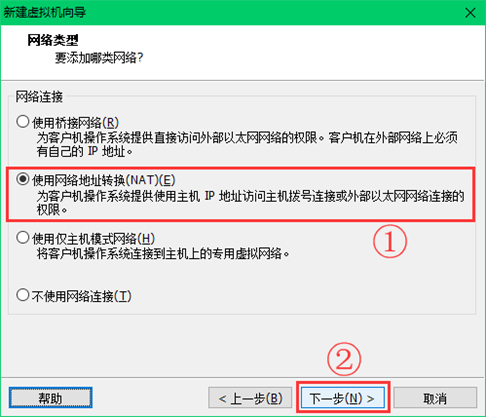 新建虚拟机向导
网络类型
要添加哪类网络?
网络连接
使用桥接网络(R)
为客户机操作系统提供直接访问外部以太网网络的权限。客户机在外部网络上必须
有自己的 IP 地址。
使用网络地址转换(NAT)(E)
为客户机操作系统提供使用主机 IP 地址访问主机拨号连接或外部以太网网络连接的
权限。
①
使用仅主机模式网络(H)
将客户机操作系统连接到主机上的专用虚拟网络。
不使用网络连接(T)
②
帮助
< 上一步(B)
下一步(N) >
取消